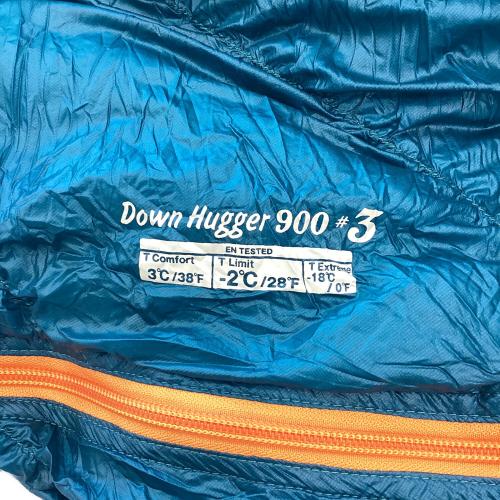 Down Hugger 900 #3
EN TESTED
T Comfort T Limit T Extreme
3℃/38℉ -2℃/28℉ -18℃
/0℉